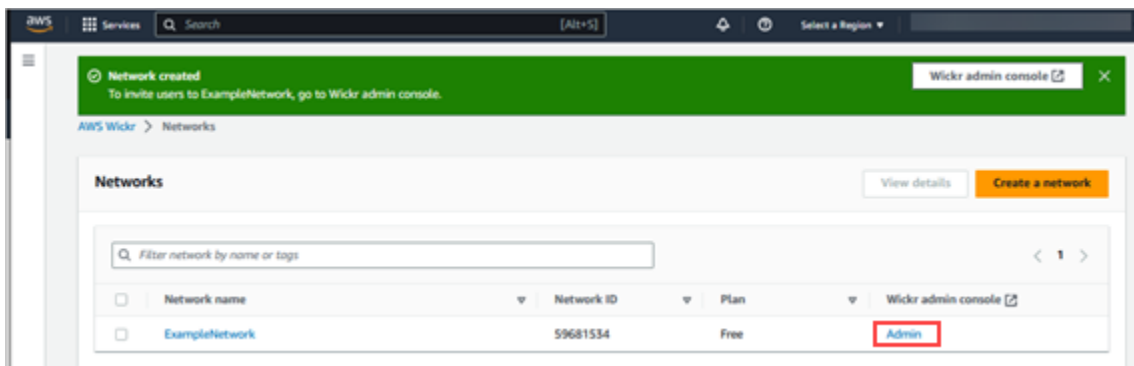 aws Services Search [Alt+S] Select a Region ▼
Network created Wickr admin console
To invite users to ExampleNetwork, go to Wickr admin console.
AWS Wickr > Networks
Networks View details Create a network
Filter network by name or tags < 1 >
Network name Network ID Plan Wickr admin console
ExampleNetwork 59681534 Free Admin